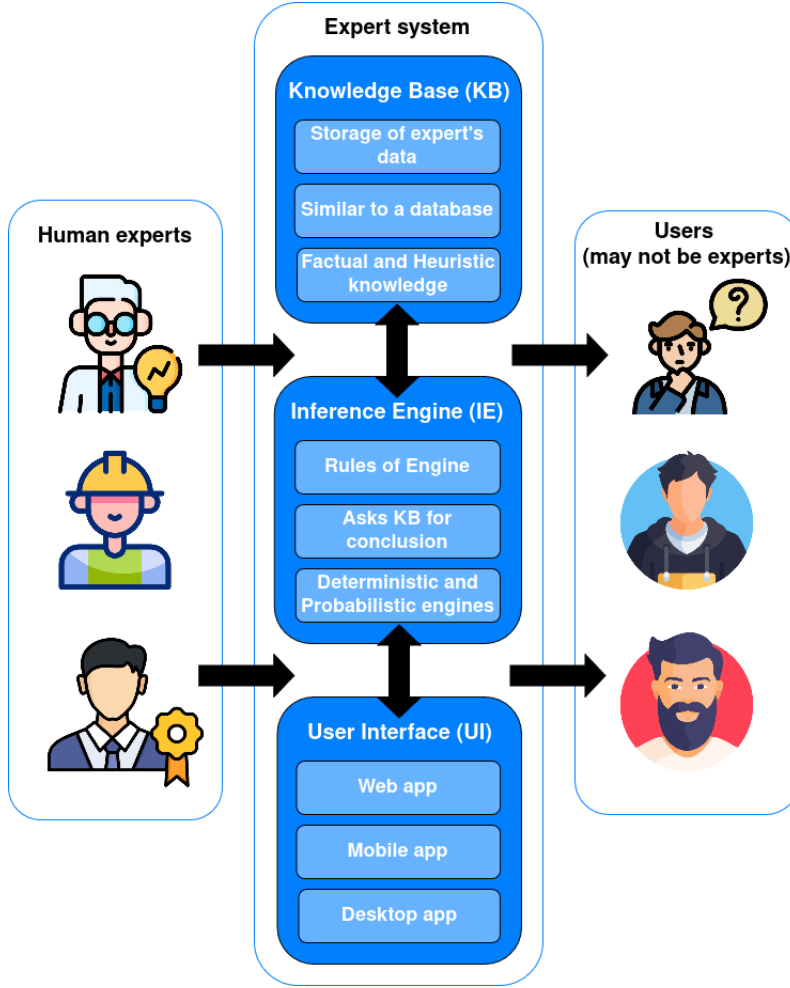 Expert system
Knowledge Base (KB)
Storage of expert's
data
Similar to a database
Factual and Heuristic
knowledge
Human experts
Users
(may not be experts)
?
Inference Engine (IE)
Rules of Engine
Asks KB for
conclusion
Deterministic and
Probabilistic engines
User Interface (UI)
Web app
Mobile app
Desktop app